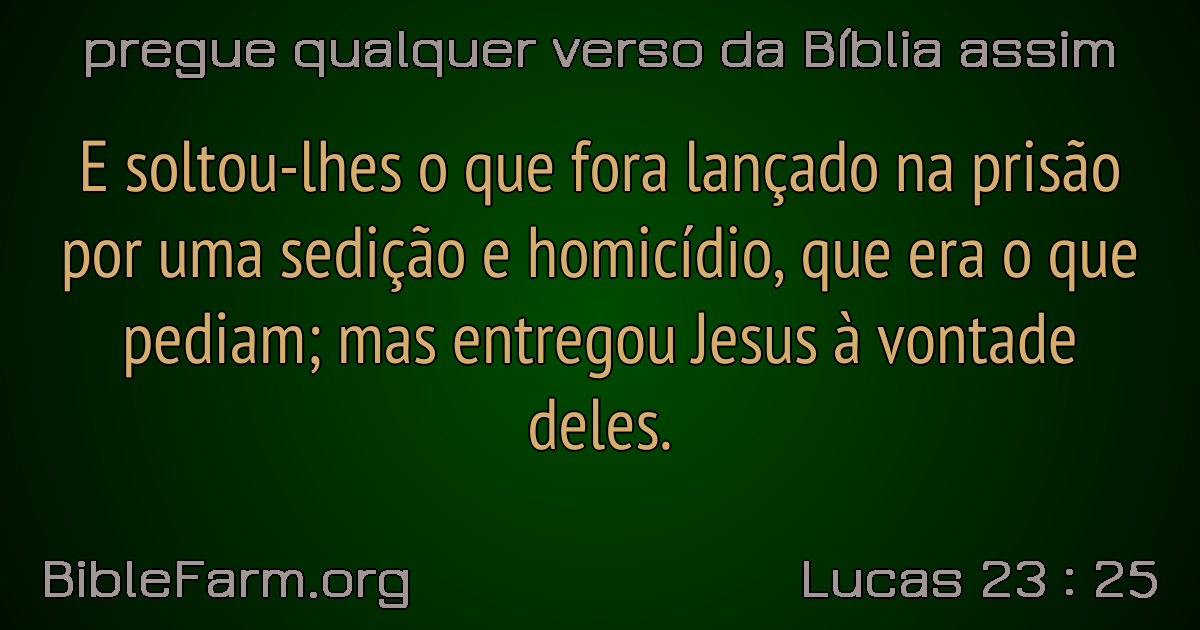 pregue qualquer verso da Bíblia assim
E soltou-lhes o que fora lançado na prisão
por uma sedição e homicídio, que era o que
pediam; mas entregou Jesus à vontade
deles.
BibleFarm.org
Lucas 23 : 25